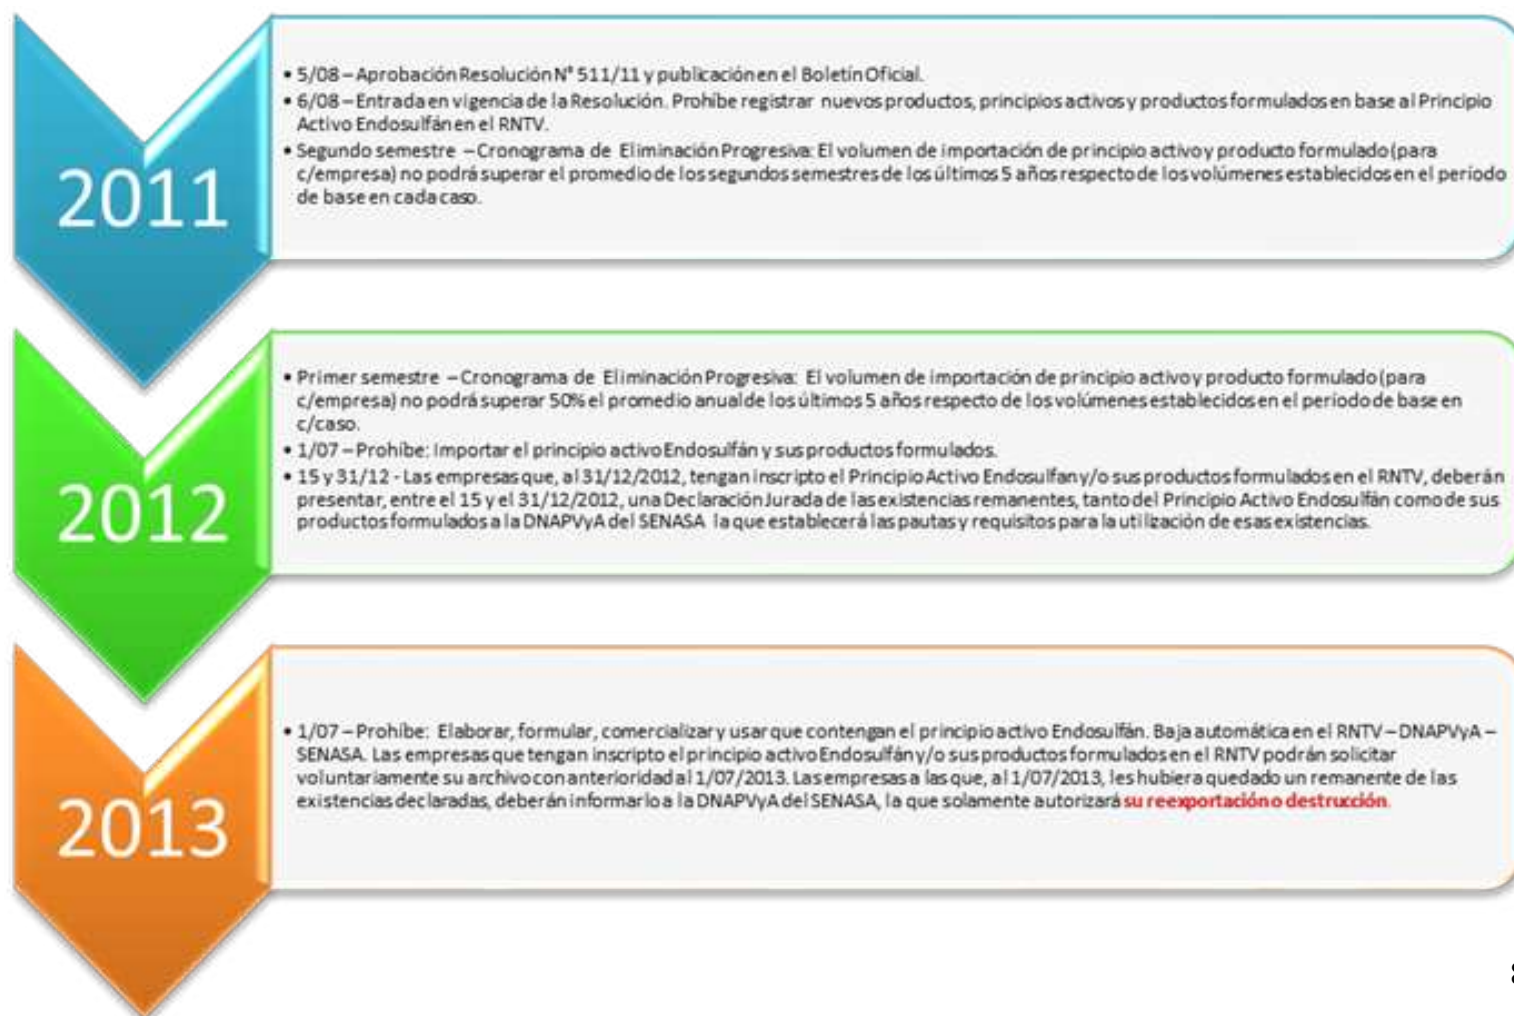 2011
• 5/08 – Aprobación Resolución N° 511/11 y publicación en el Boletín Oficial.
• 6/08 – Entrada en vigencia de la Resolución. Prohíbe registrar nuevos productos, principios activos y productos formulados en base al Principio
Activo Endosulfán en el RNTV.
• Segundo semestre – Cronograma de Eliminación Progresiva: El volumen de importación de principio activo y producto formulado (para
c/empresa) no podrá superar el promedio de los segundos semestres de los últimos 5 años respecto de los volúmenes establecidos en el período
de base en cada caso.
2012
• Primer semestre – Cronograma de Eliminación Progresiva: El volumen de importación de principio activo y producto formulado (para
c/empresa) no podrá superar 50% el promedio anual de los últimos 5 años respecto de los volúmenes establecidos en el período de base en
c/caso.
• 1/07 – Prohíbe: Importar el principio activo Endosulfán y sus productos formulados.
• 15 y 31/12 - Las empresas que, al 31/12/2012, tengan inscripto el Principio Activo Endosulfan y/o sus productos formulados en el RNTV, deberán
presentar, entre el 15 y el 31/12/2012, una Declaración Jurada de las existencias remanentes, tanto del Principio Activo Endosulfán como de sus
productos formulados a la DNAPVyA del SENASA la que establecerá las pautas y requisitos para la utilización de esas existencias.
2013
• 1/07 – Prohíbe: Elaborar, formular, comercializar y usar que contengan el principio activo Endosulfán. Baja automática en el RNTV – DNAPVyA –
SENASA. Las empresas que tengan inscripto el principio activo Endosulfán y/o sus productos formulados en el RNTV podrán solicitar
voluntariamente su archivo con anterioridad al 1/07/2013. Las empresas a las que, al 1/07/2013, les hubiera quedado un remanente de las
existencias declaradas, deberán informarlo a la DNAPVyA del SENASA, la que solamente autorizará su reexportación o destrucción.
8